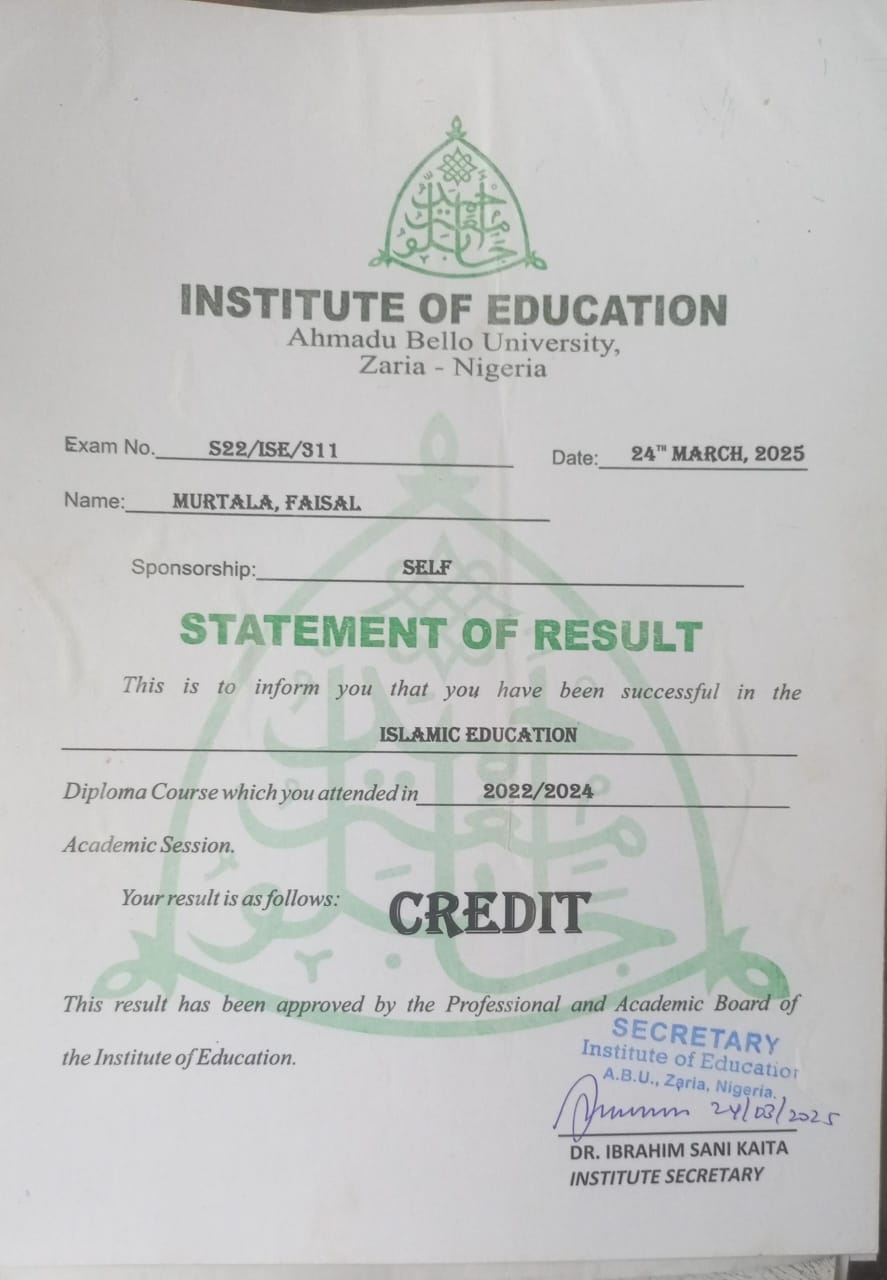 INSTITUTE OF EDUCATION
Ahmadu Bello University,
Zaria - Nigeria
Exam No. S22/ISE/311 Date: 24TH MARCH, 2025
Name: MURTALA, FAISAL
Sponsorship: SELF
STATEMENT OF RESULT
This is to inform you that you have been successful in the
ISLAMIC EDUCATION
Diploma Course which you attended in 2022/2024
Academic Session.
Your result is as follows: CREDIT
This result has been approved by the Professional and Academic Board of
the Institute of Education.
SECRETARY
Institute of Education
A.B.U., Zaria, Nigeria.
24/03/2025
DR. IBRAHIM SANI KAITA
INSTITUTE SECRETARY